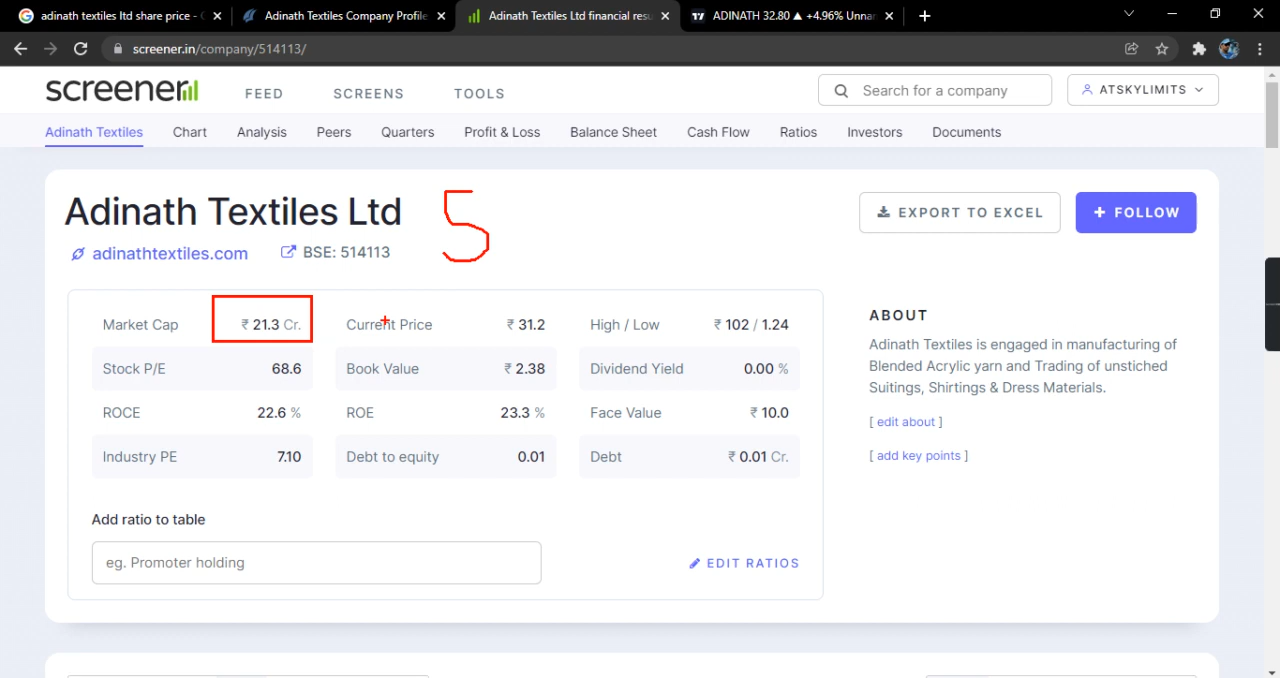 adinath textiles ltd share price -
Adinath Textiles Company Profile
Adinath Textiles Ltd financial resu
ADINATH 32.80 ▲ +4.96% Unnar
screener.in/company/514113/
screener
FEED
SCREENS
TOOLS
Search for a company
ATSKYLIMITS
Adinath Textiles
Chart
Analysis
Peers
Quarters
Profit & Loss
Balance Sheet
Cash Flow
Ratios
Investors
Documents
Adinath Textiles Ltd
5
EXPORT TO EXCEL
+ FOLLOW
adinathtextiles.com
BSE: 514113
Market Cap ₹ 21.3 Cr.
Current Price ₹ 31.2
High / Low ₹ 102 / 1.24
Stock P/E 68.6
Book Value ₹ 2.38
Dividend Yield 0.00 %
ROCE 22.6 %
ROE 23.3 %
Face Value ₹ 10.0
Industry PE 7.10
Debt to equity 0.01
Debt ₹ 0.01 Cr.
Add ratio to table
eg. Promoter holding
EDIT RATIOS
ABOUT
Adinath Textiles is engaged in manufacturing of
Blended Acrylic yarn and Trading of unstiched
Suitings, Shirtings & Dress Materials.
[ edit about ]
[ add key points ]